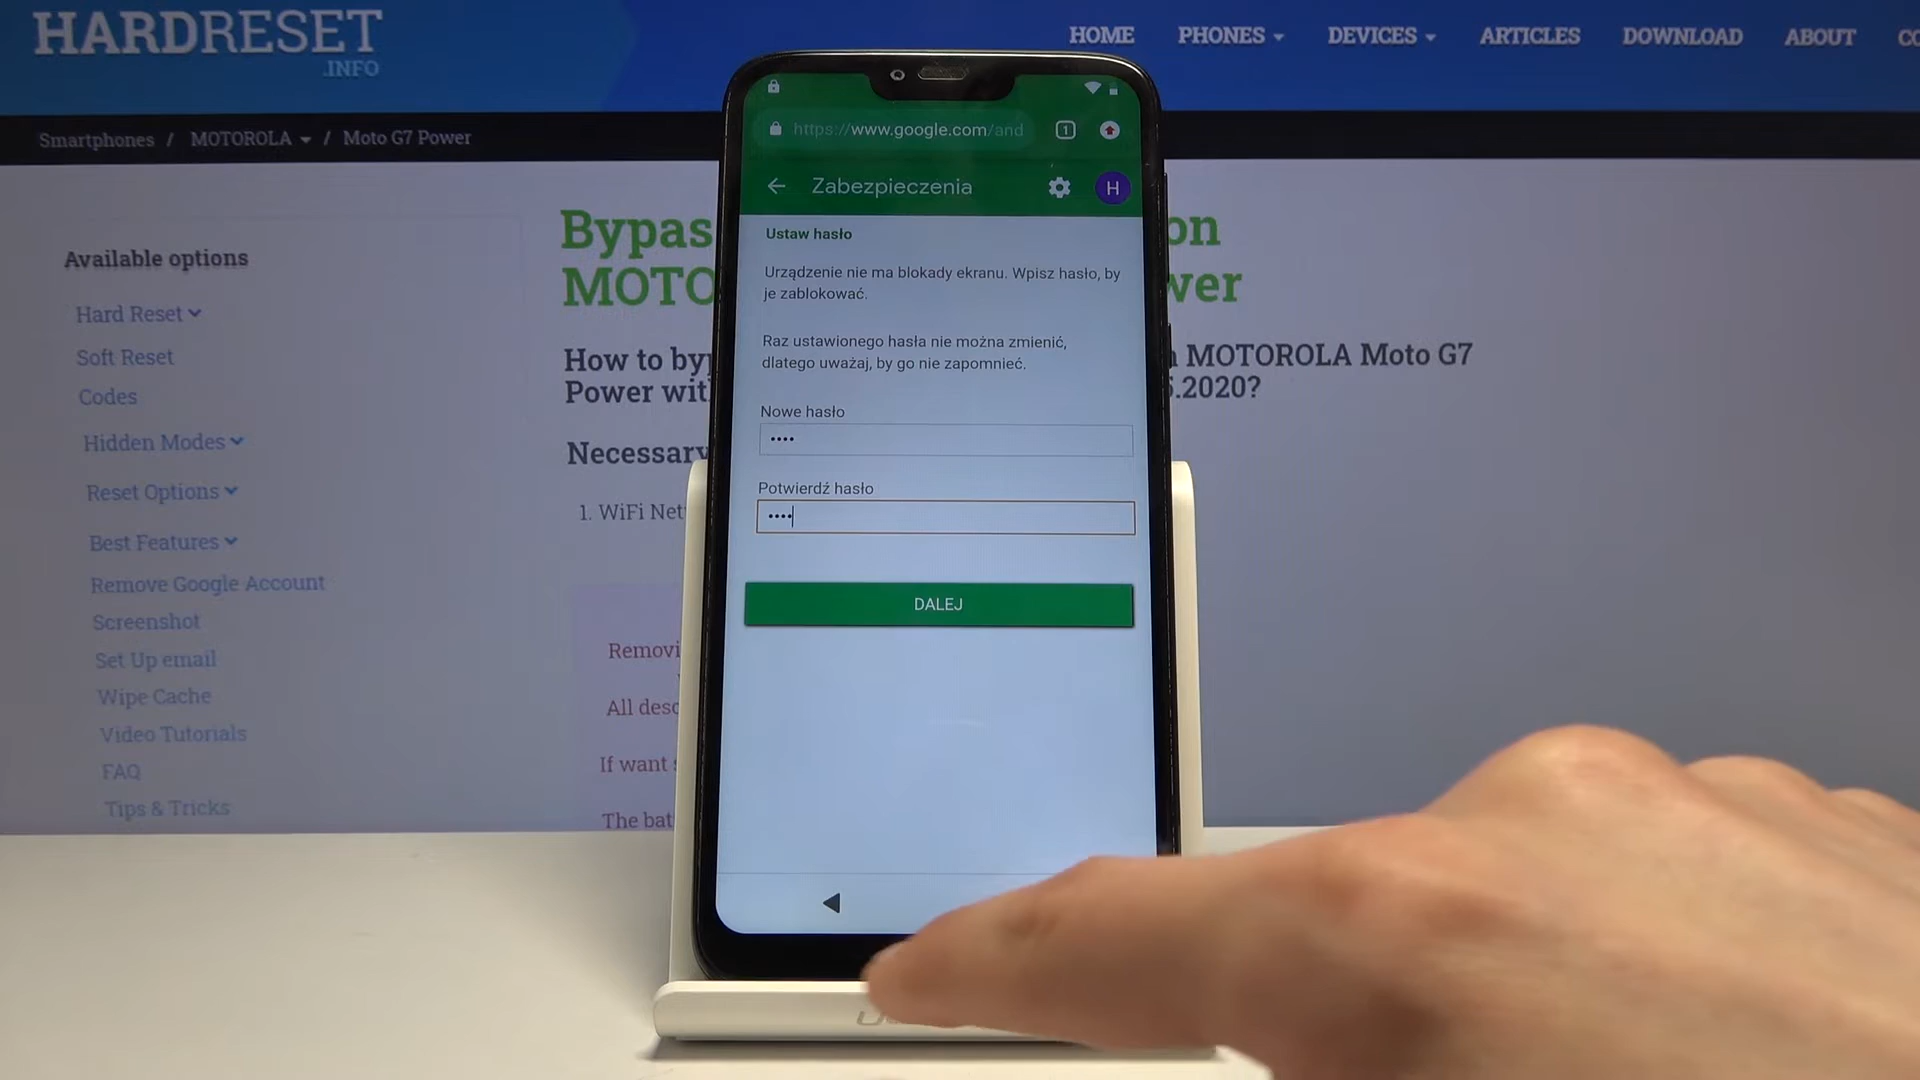 HARDRESET
.INFO
HOME PHONES DEVICES ARTICLES DOWNLOAD ABOUT
Smartphones / MOTOROLA / Moto G7 Power
Available options
Hard Reset
Soft Reset
Codes
Hidden Modes
Reset Options
Best Features
Remove Google Account
Screenshot
Set Up email
Wipe Cache
Video Tutorials
FAQ
Tips & Tricks
Bypas on
MOTO wer
How to by MOTOROLA Moto G7
Power wit .2020?
Necessary
1. WiFi Net
Removi
All desc
If want
The bat
1
https://www.google.com/and
Zabezpieczenia
H
Ustaw hasło
Urządzenie nie ma blokady ekranu. Wpisz hasło, by
je zablokować.
Raz ustawionego hasła nie można zmienić,
dlatego uważaj, by go nie zapomnieć.
Nowe hasło
••••
Potwierdź hasło
••••
DALEJ